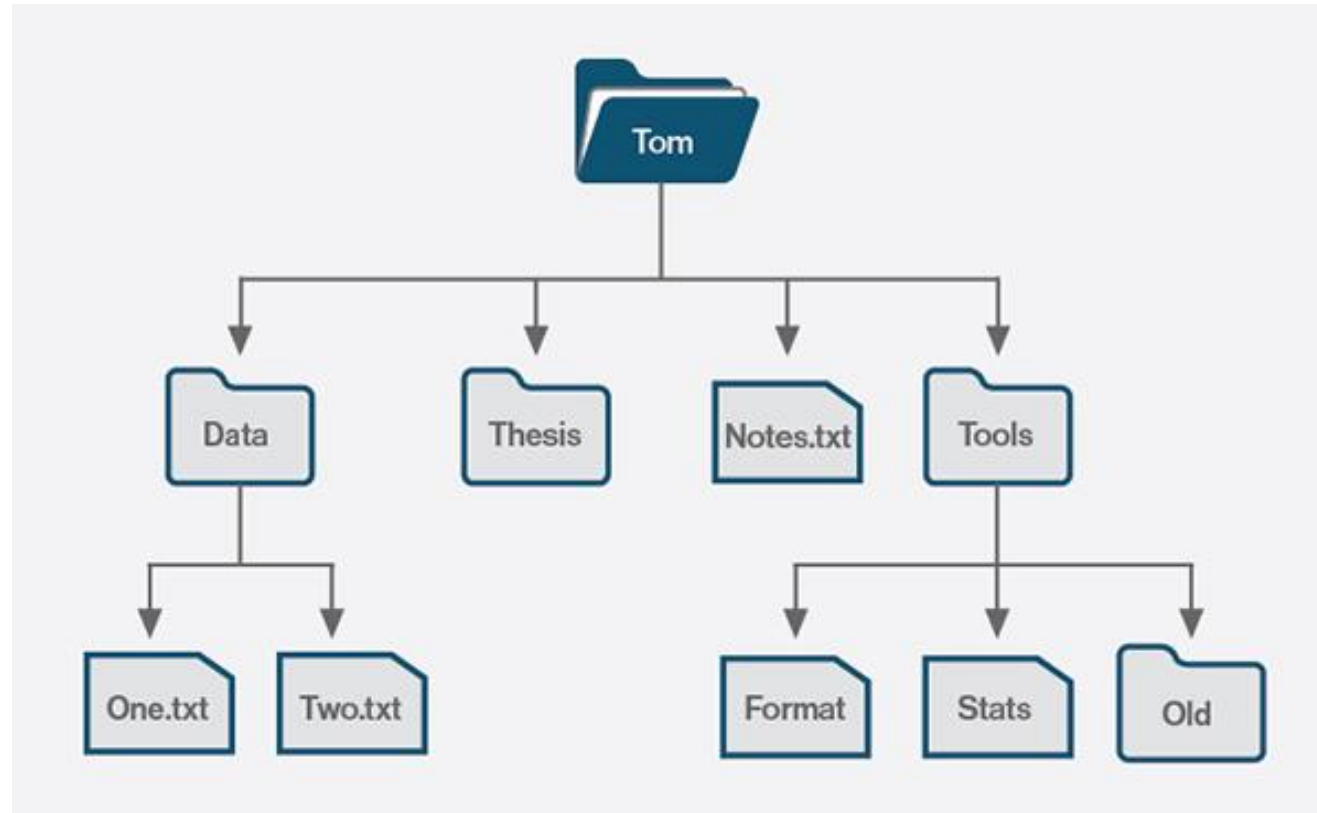 Tom
Data
Thesis
Notes.txt
Tools
One.txt
Two.txt
Format
Stats
Old